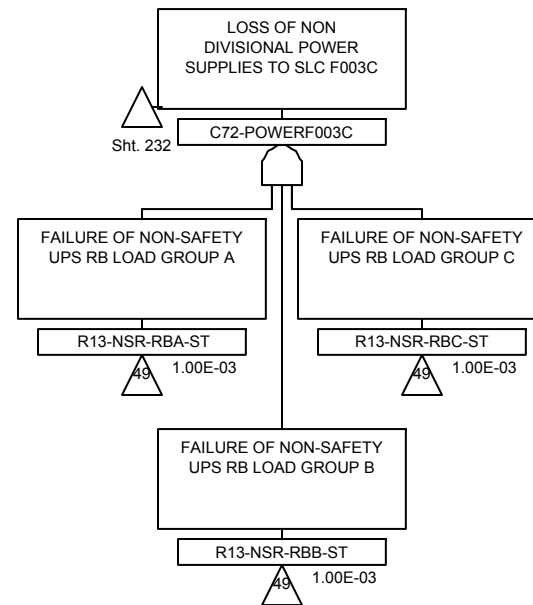 LOSS OF NON
DIVISIONAL POWER
SUPPLIES TO SLC F003C
Sht. 232
C72-POWERF003C
FAILURE OF NON-SAFETY
UPS RB LOAD GROUP A
R13-NSR-RBA-ST
49
1.00E-03
FAILURE OF NON-SAFETY
UPS RB LOAD GROUP C
R13-NSR-RBC-ST
49
1.00E-03
FAILURE OF NON-SAFETY
UPS RB LOAD GROUP B
R13-NSR-RBB-ST
49
1.00E-03